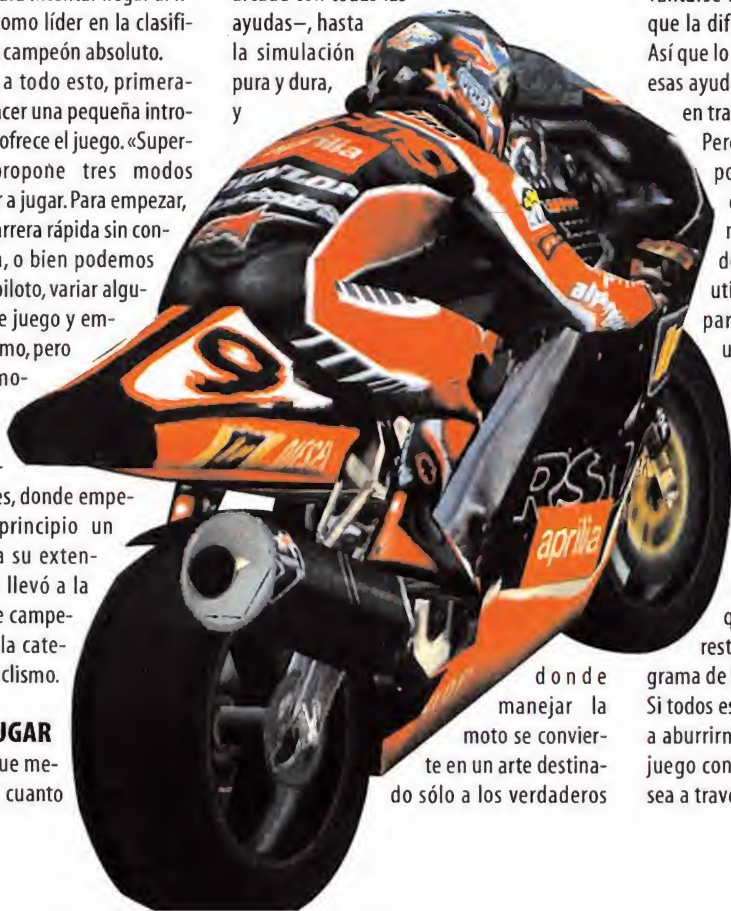 omo líder en la clasifi-
campeón absoluto.
a todo esto, primera-
acer una pequeña intro-
ofrece el juego. «Super-
propone tres modos
r a jugar. Para empezar,
arrera rápida sin con-
a, o bien podemos
piloto, variar algu-
e juego y em-
mo, pero
mo-
-
es, donde empe-
principio un
a su exten-
llevó a la
e campe-
la cate-
clismo.
UGAR
ue me-
cuanto
ayudas–, hasta
la simulación
pura y dura,
y
aprilia
DUNLOP
9
RS
aprilia
donde
manejar la
moto se convier-
te en un arte destina-
do sólo a los verdaderos
que la dif
Así que lo
esas ayud
en tra
Perc
po
c
r
d
uti
par
u
q
rest
grama de
Si todos es
a aburrirn
juego con
sea a travé